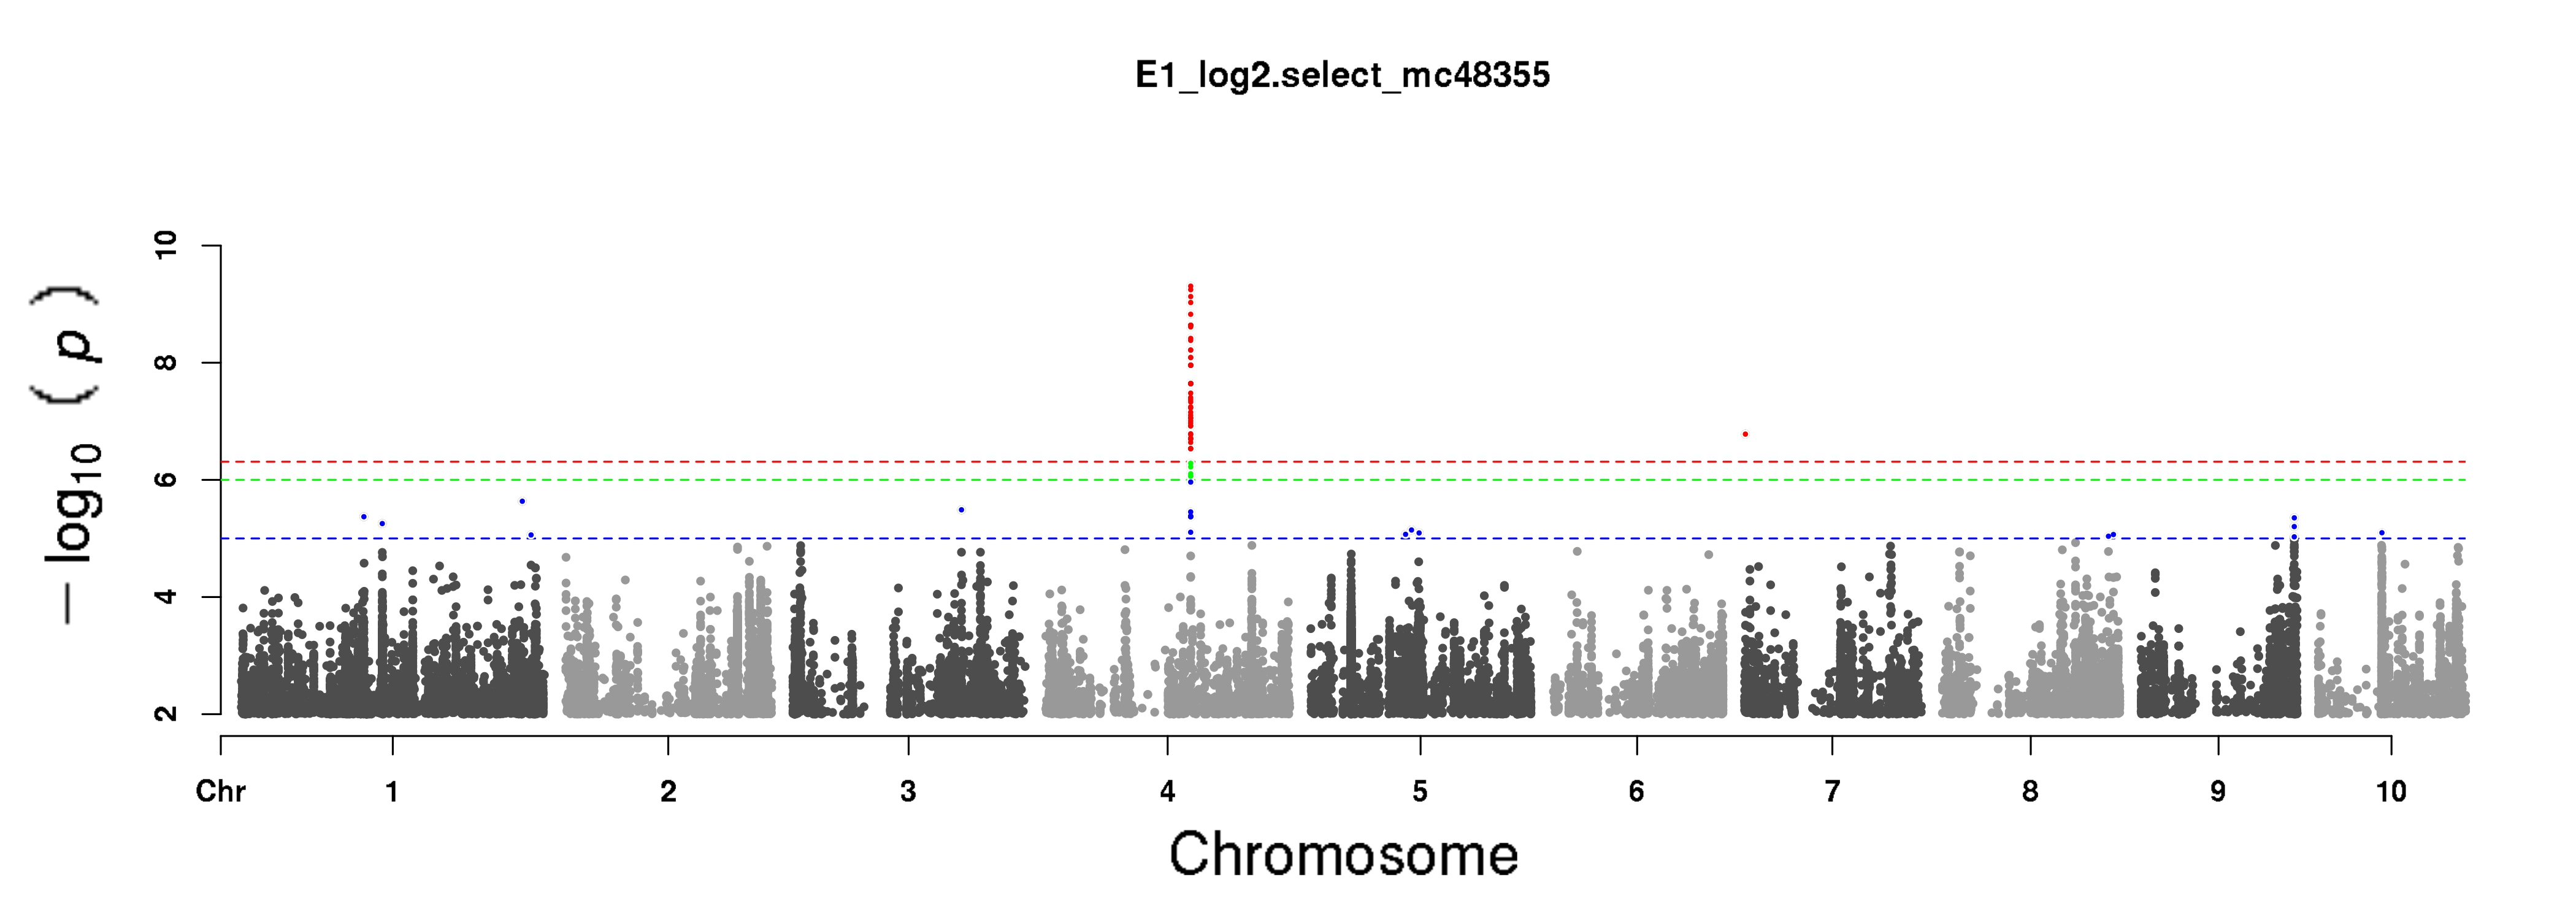 E1_log2.select_mc48355
− log10 ( p )
10
8
6
4
2
Chr 1 2 3 4 5 6 7 8 9 10
Chromosome